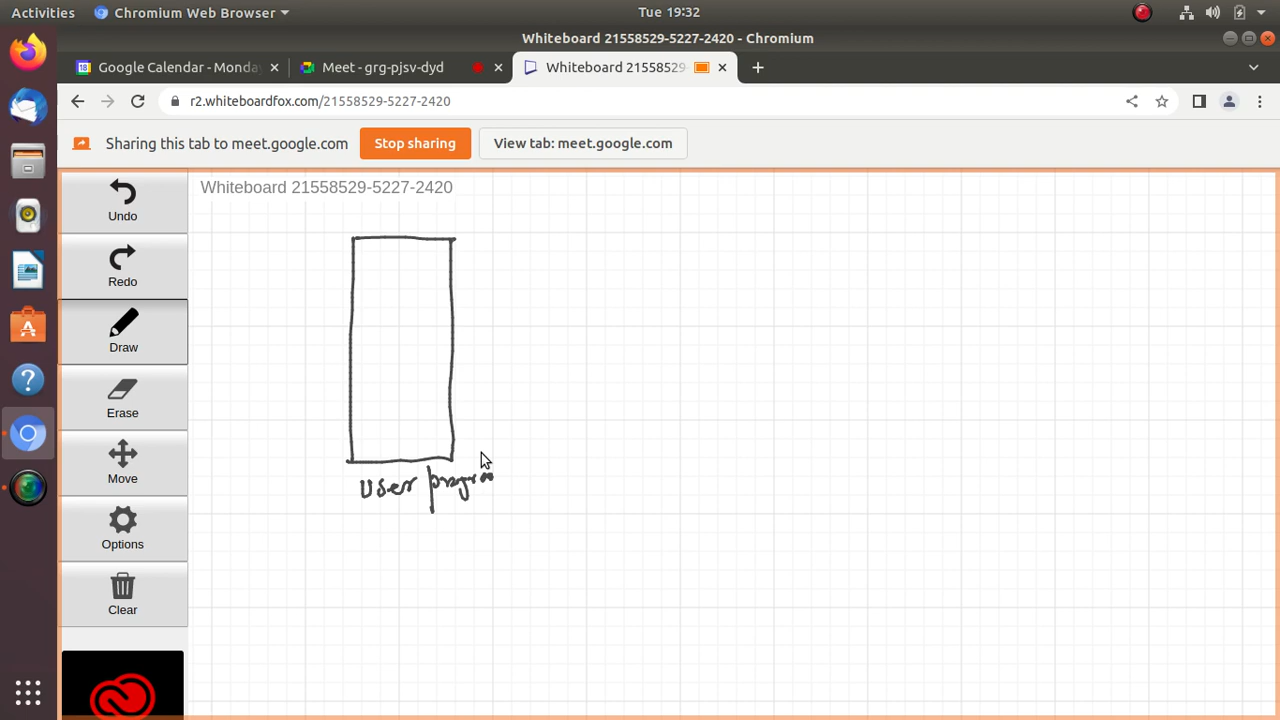 Activities
Chromium Web Browser
Tue 19:32
Whiteboard 21558529-5227-2420 - Chromium
18
Google Calendar - Monda
Meet - grg-pjsv-dyd
Whiteboard 21558529-
r2.whiteboardfox.com/21558529-5227-2420
Sharing this tab to meet.google.com
Stop sharing
View tab: meet.google.com
Whiteboard 21558529-5227-2420
Undo
Redo
Draw
Erase
Move
Options
Clear
User